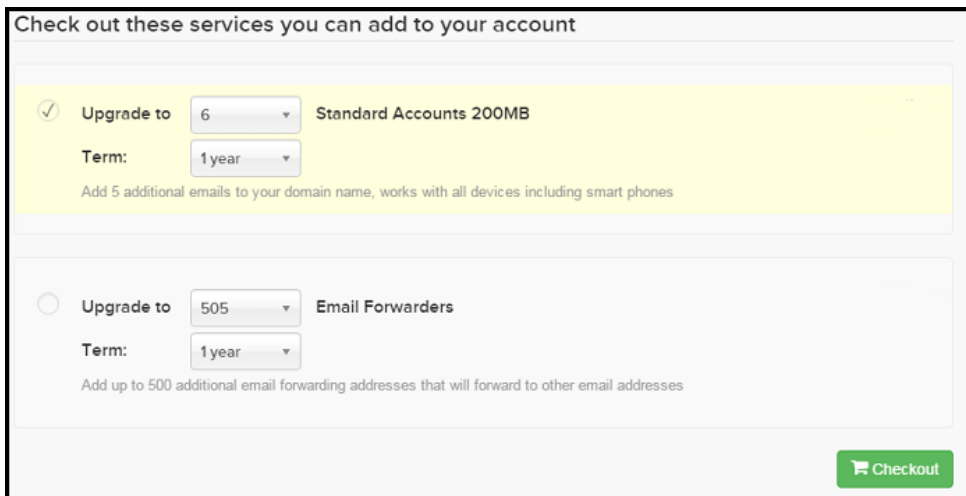 Check out these services you can add to your account
Upgrade to 6 Standard Accounts 200MB
Term: 1 year
Add 5 additional emails to your domain name, works with all devices including smart phones
Upgrade to 505 Email Forwarders
Term: 1 year
Add up to 500 additional email forwarding addresses that will forward to other email addresses
Checkout